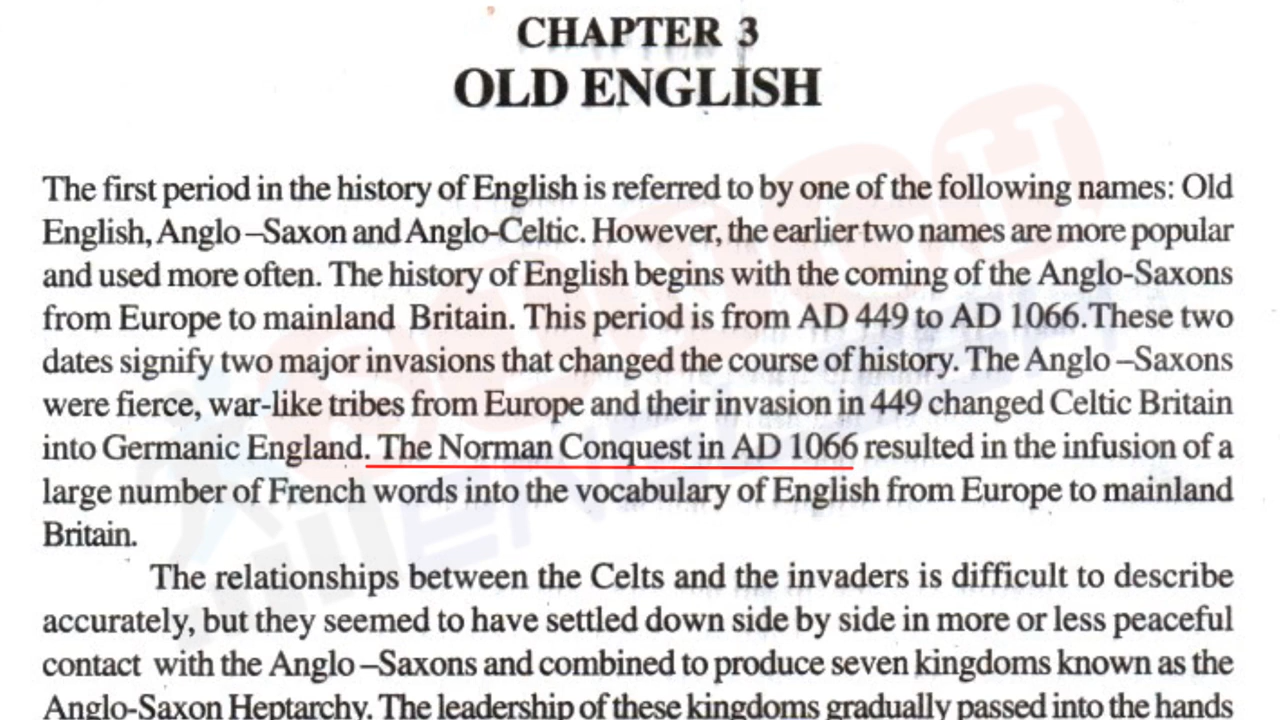 CHAPTER 3
OLD ENGLISH
The first period in the history of English is referred to by one of the following names: Old
English, Anglo –Saxon and Anglo-Celtic. However, the earlier two names are more popular
and used more often. The history of English begins with the coming of the Anglo-Saxons
from Europe to mainland Britain. This period is from AD 449 to AD 1066.These two
dates signify two major invasions that changed the course of history. The Anglo –Saxons
were fierce, war-like tribes from Europe and their invasion in 449 changed Celtic Britain
into Germanic England. The Norman Conquest in AD 1066 resulted in the infusion of a
large number of French words into the vocabulary of English from Europe to mainland
Britain.
The relationships between the Celts and the invaders is difficult to describe
accurately, but they seemed to have settled down side by side in more or less peaceful
contact with the Anglo –Saxons and combined to produce seven kingdoms known as the
Anglo-Saxon Heptarchy. The leadership of these kingdoms gradually passed into the hands